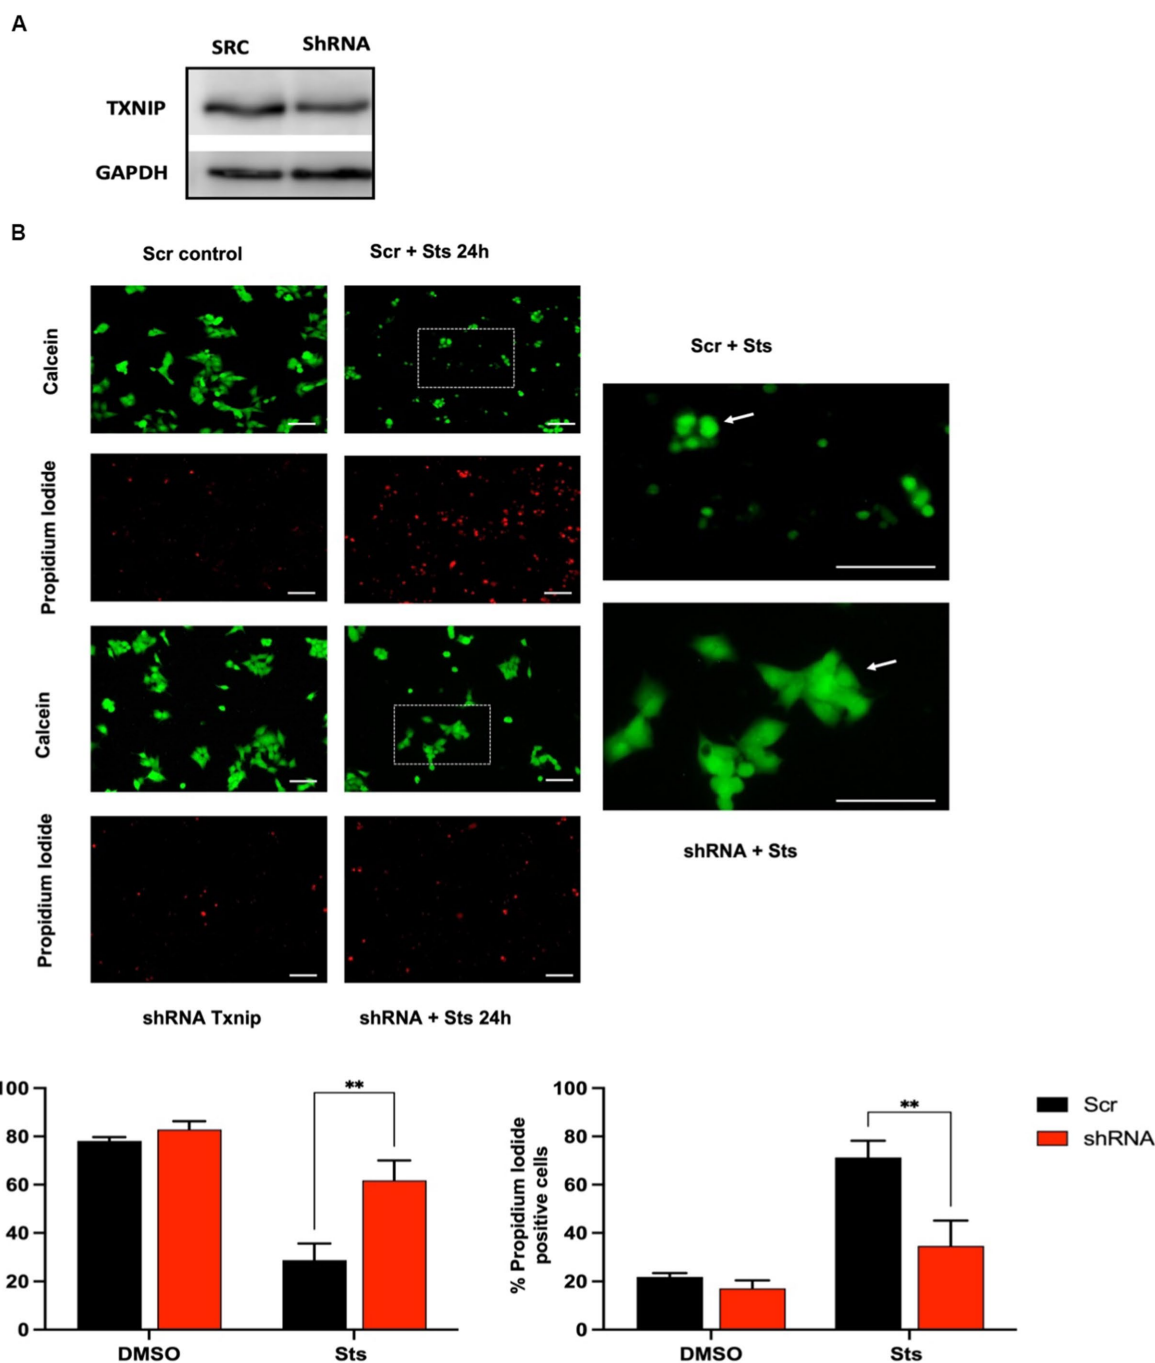 A
SRC ShRNA
TXNIP
GAPDH
B
Scr control Scr + Sts 24h
Calcein
Scr + Sts
Propidium Iodide
Calcein
Propidium Iodide
shRNA + Sts
shRNA Txnip shRNA + Sts 24h
100
80
60
40
20
0
**
DMSO Sts
% Propidium Iodide
positive cells
100
80
60
40
20
0
**
DMSO Sts
Scr
shRNA